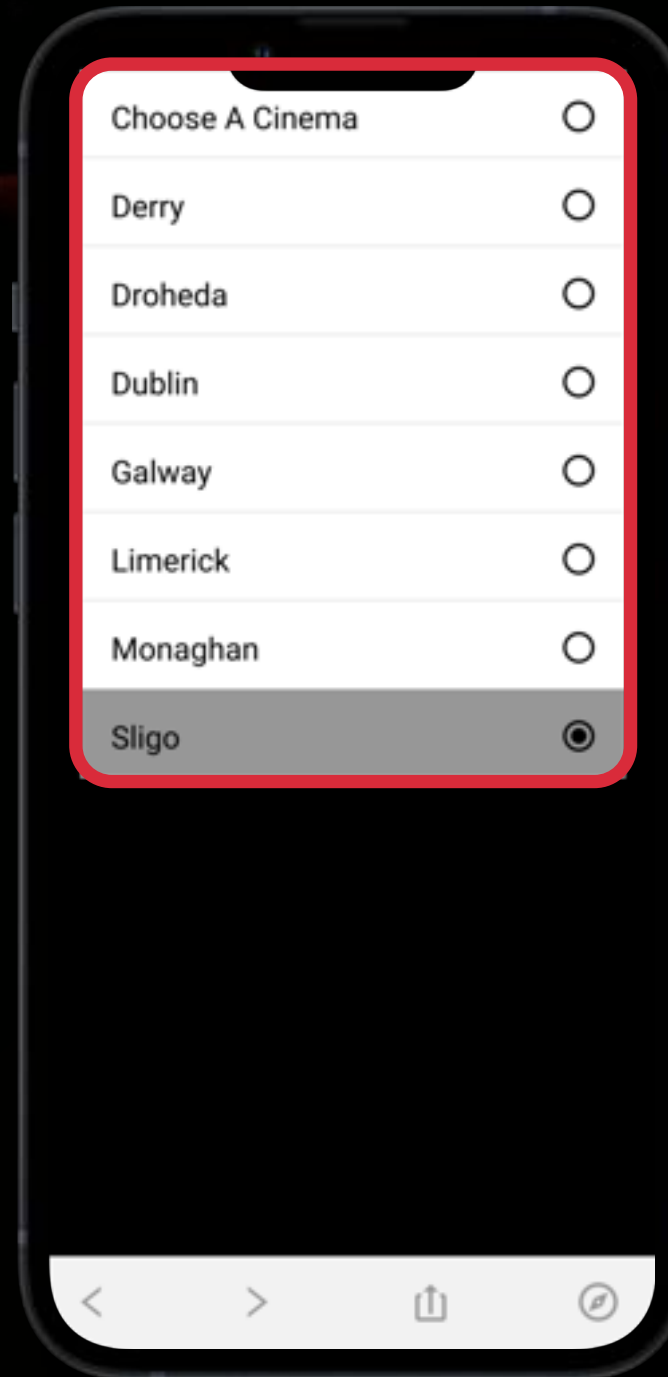 Choose A Cinema
Derry
Droheda
Dublin
Galway
Limerick
Monaghan
Sligo